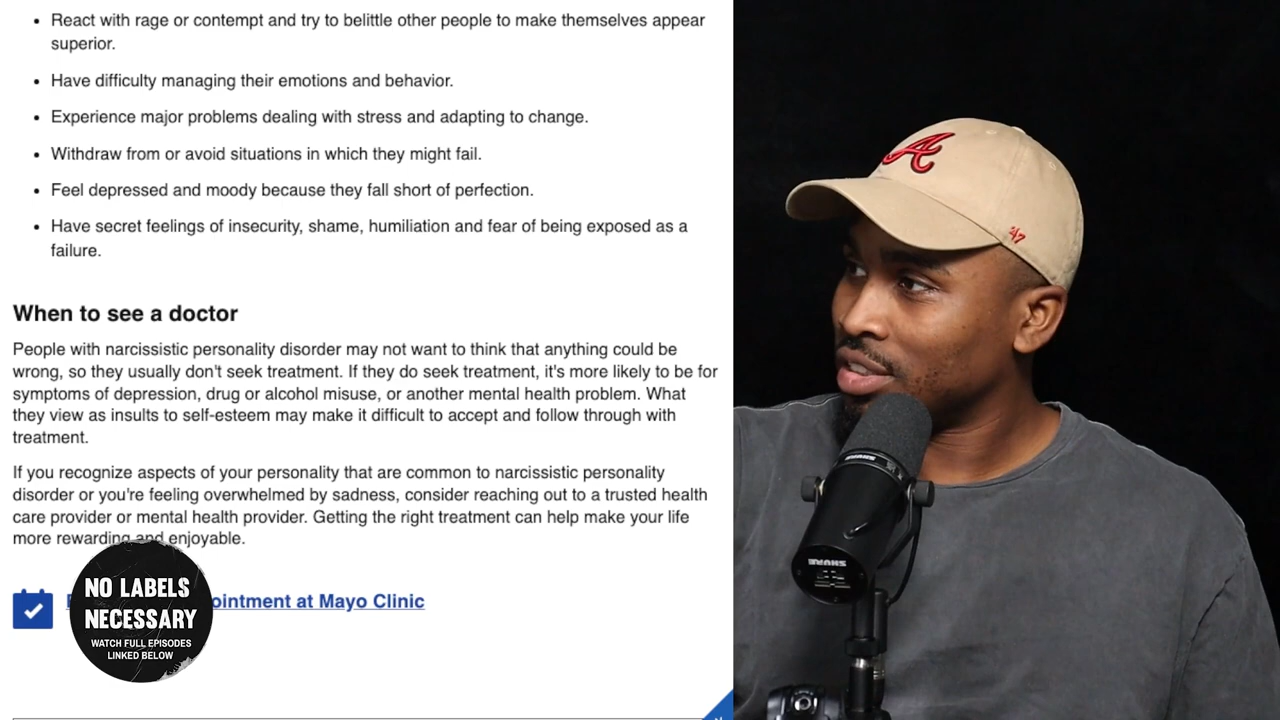 React with rage or contempt and try to belittle other people to make themselves appear
superior.
Have difficulty managing their emotions and behavior.
Experience major problems dealing with stress and adapting to change.
Withdraw from or avoid situations in which they might fail.
Feel depressed and moody because they fall short of perfection.
Have secret feelings of insecurity, shame, humiliation and fear of being exposed as a
failure.
When to see a doctor
People with narcissistic personality disorder may not want to think that anything could be
wrong, so they usually don't seek treatment. If they do seek treatment, it's more likely to be for
symptoms of depression, drug or alcohol misuse, or another mental health problem. What
they view as insults to self-esteem may make it difficult to accept and follow through with
treatment.
If you recognize aspects of your personality that are common to narcissistic personality
disorder or you're feeling overwhelmed by sadness, consider reaching out to a trusted health
care provider or mental health provider. Getting the right treatment can help make your life
more rewarding and enjoyable.
ointment at Mayo Clinic
NO LABELS
NECESSARY
WATCH FULL EPISODES
LINKED BELOW
A
'47
SHURE
SHURE